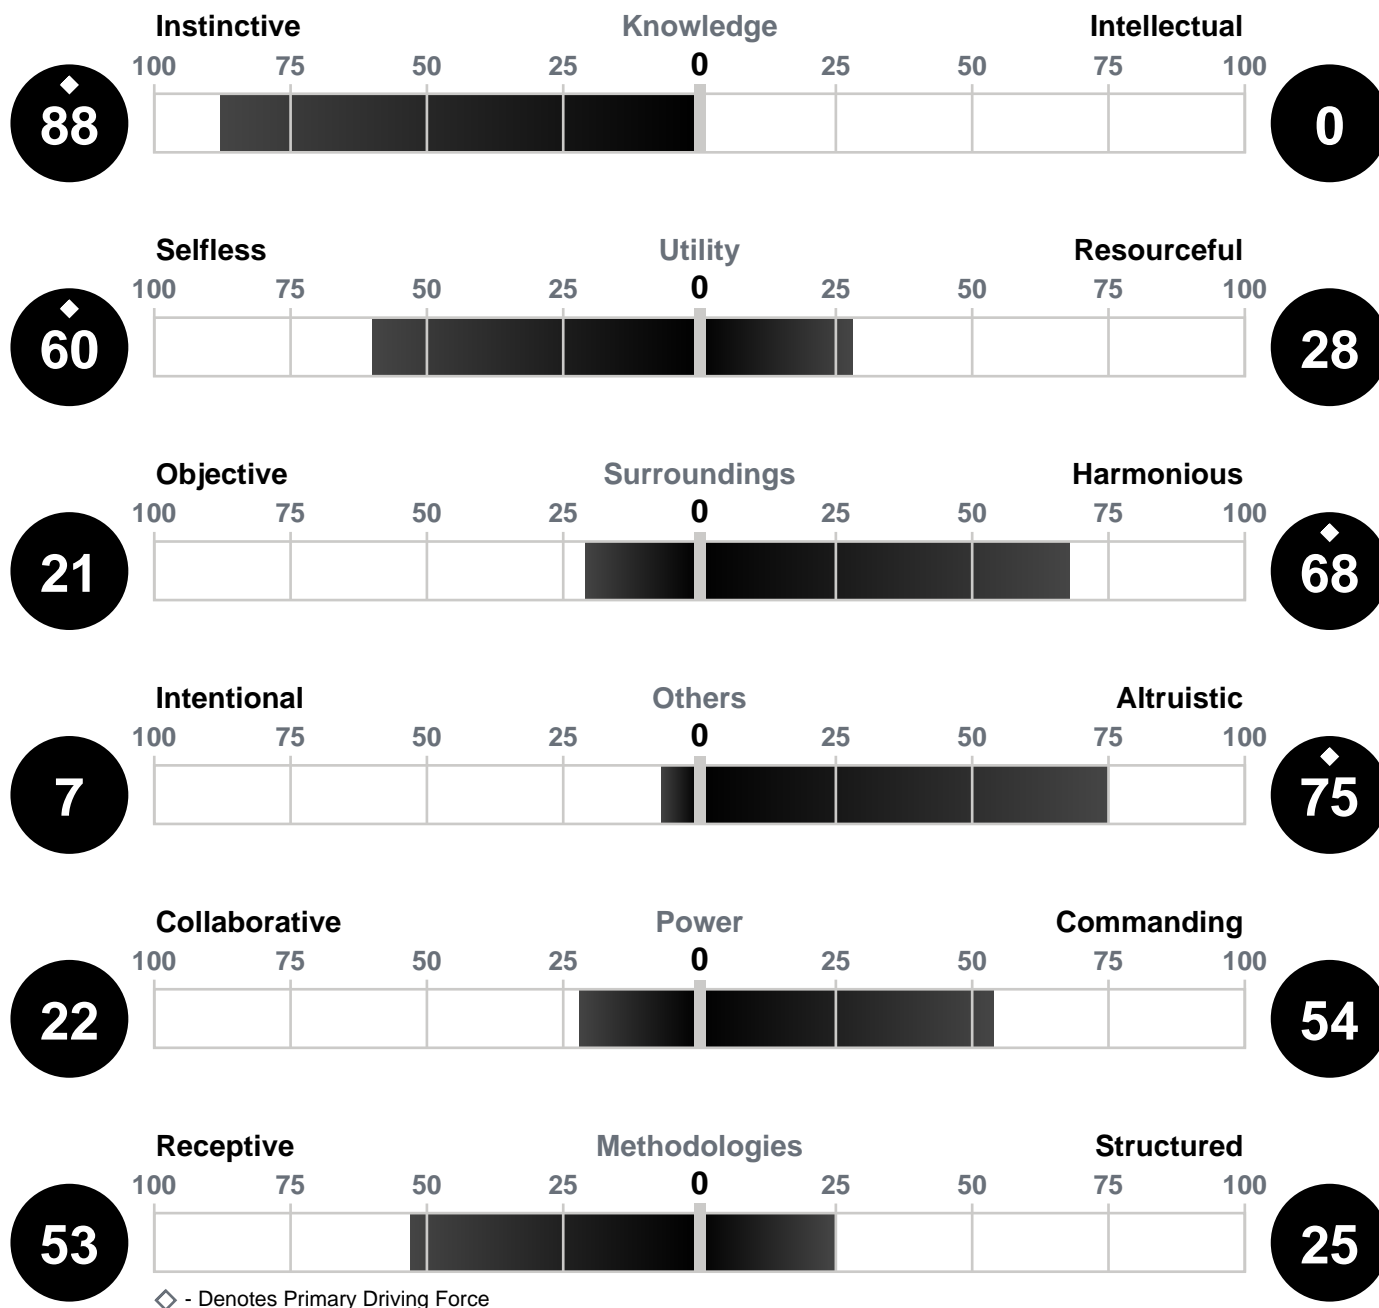 Instinctive Knowledge Intellectual
100 75 50 25 0 25 50 75 100
88 0
Selfless Utility Resourceful
100 75 50 25 0 25 50 75 100
60 28
Objective Surroundings Harmonious
100 75 50 25 0 25 50 75 100
21 68
Intentional Others Altruistic
100 75 50 25 0 25 50 75 100
7 75
Collaborative Power Commanding
100 75 50 25 0 25 50 75 100
22 54
Receptive Methodologies Structured
100 75 50 25 0 25 50 75 100
53 25
◇ - Denotes Primary Driving Force